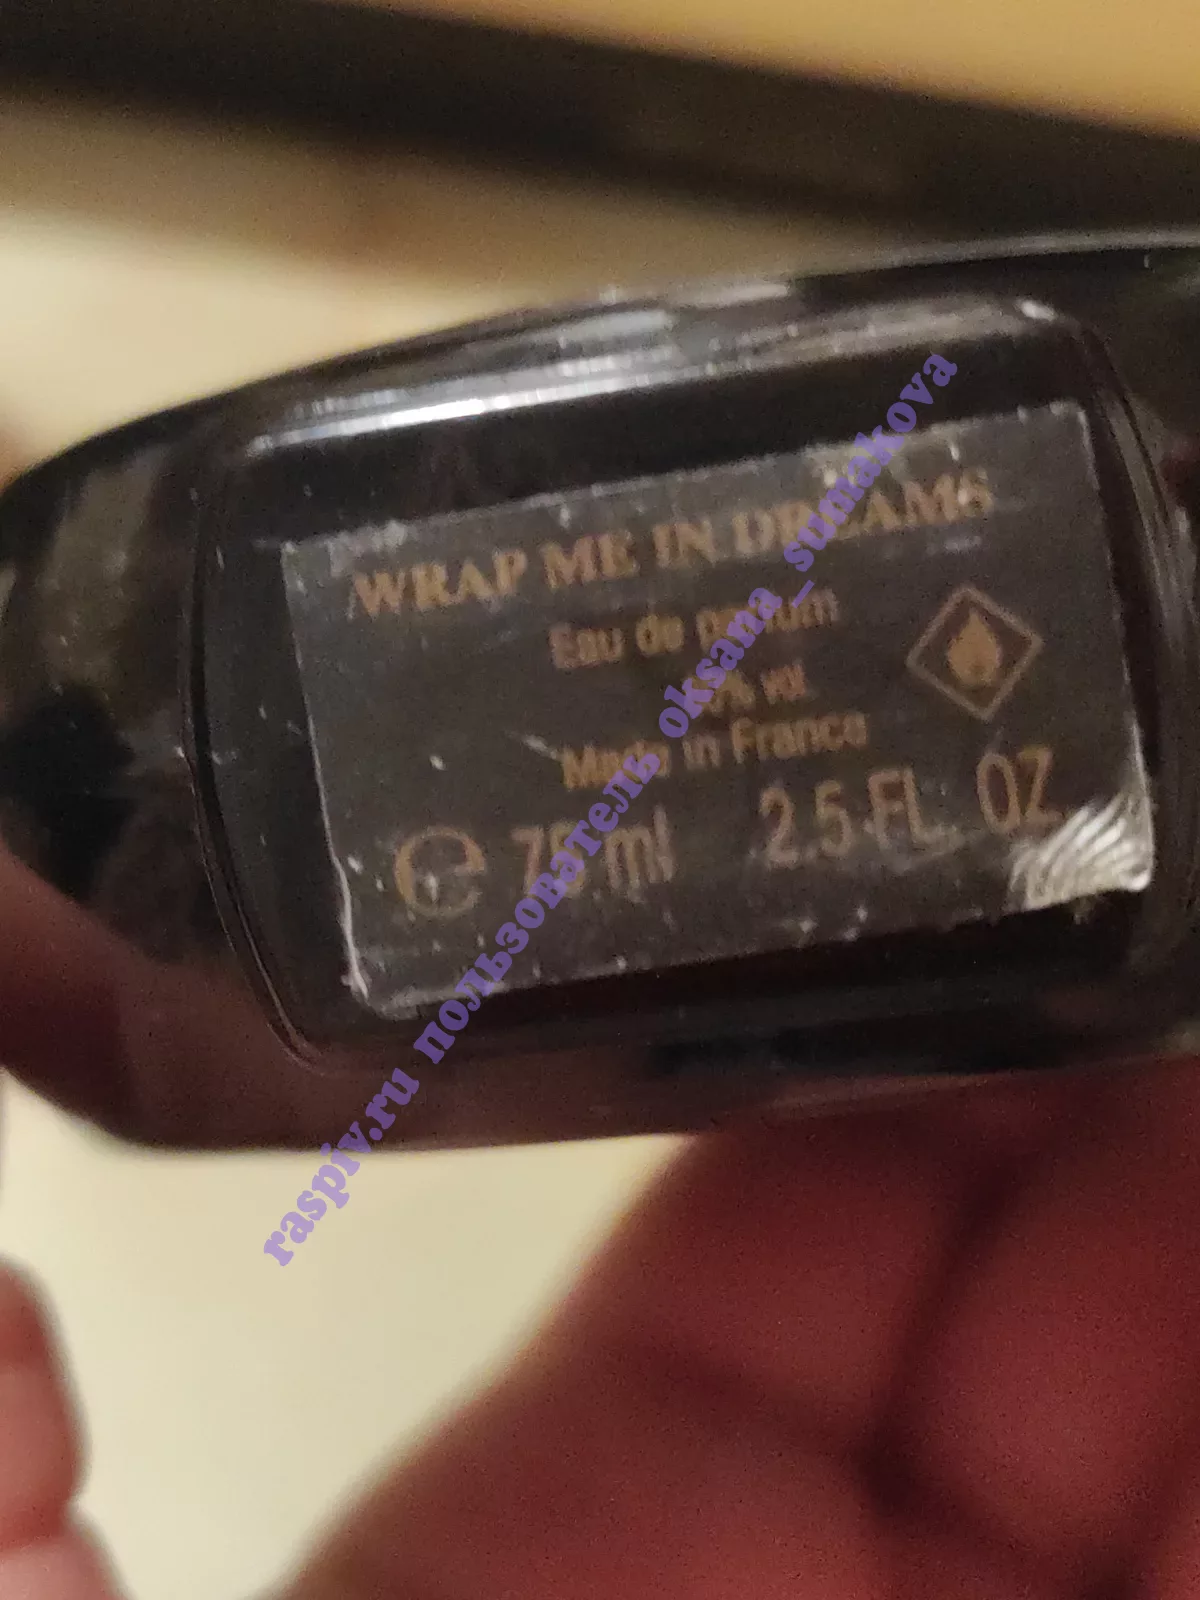 WRAP ME IN DREAMS
Eau de parfum
Made in France
75 ml 2.5 FL OZ
raspiv.ru пользователь oksana_sumakova